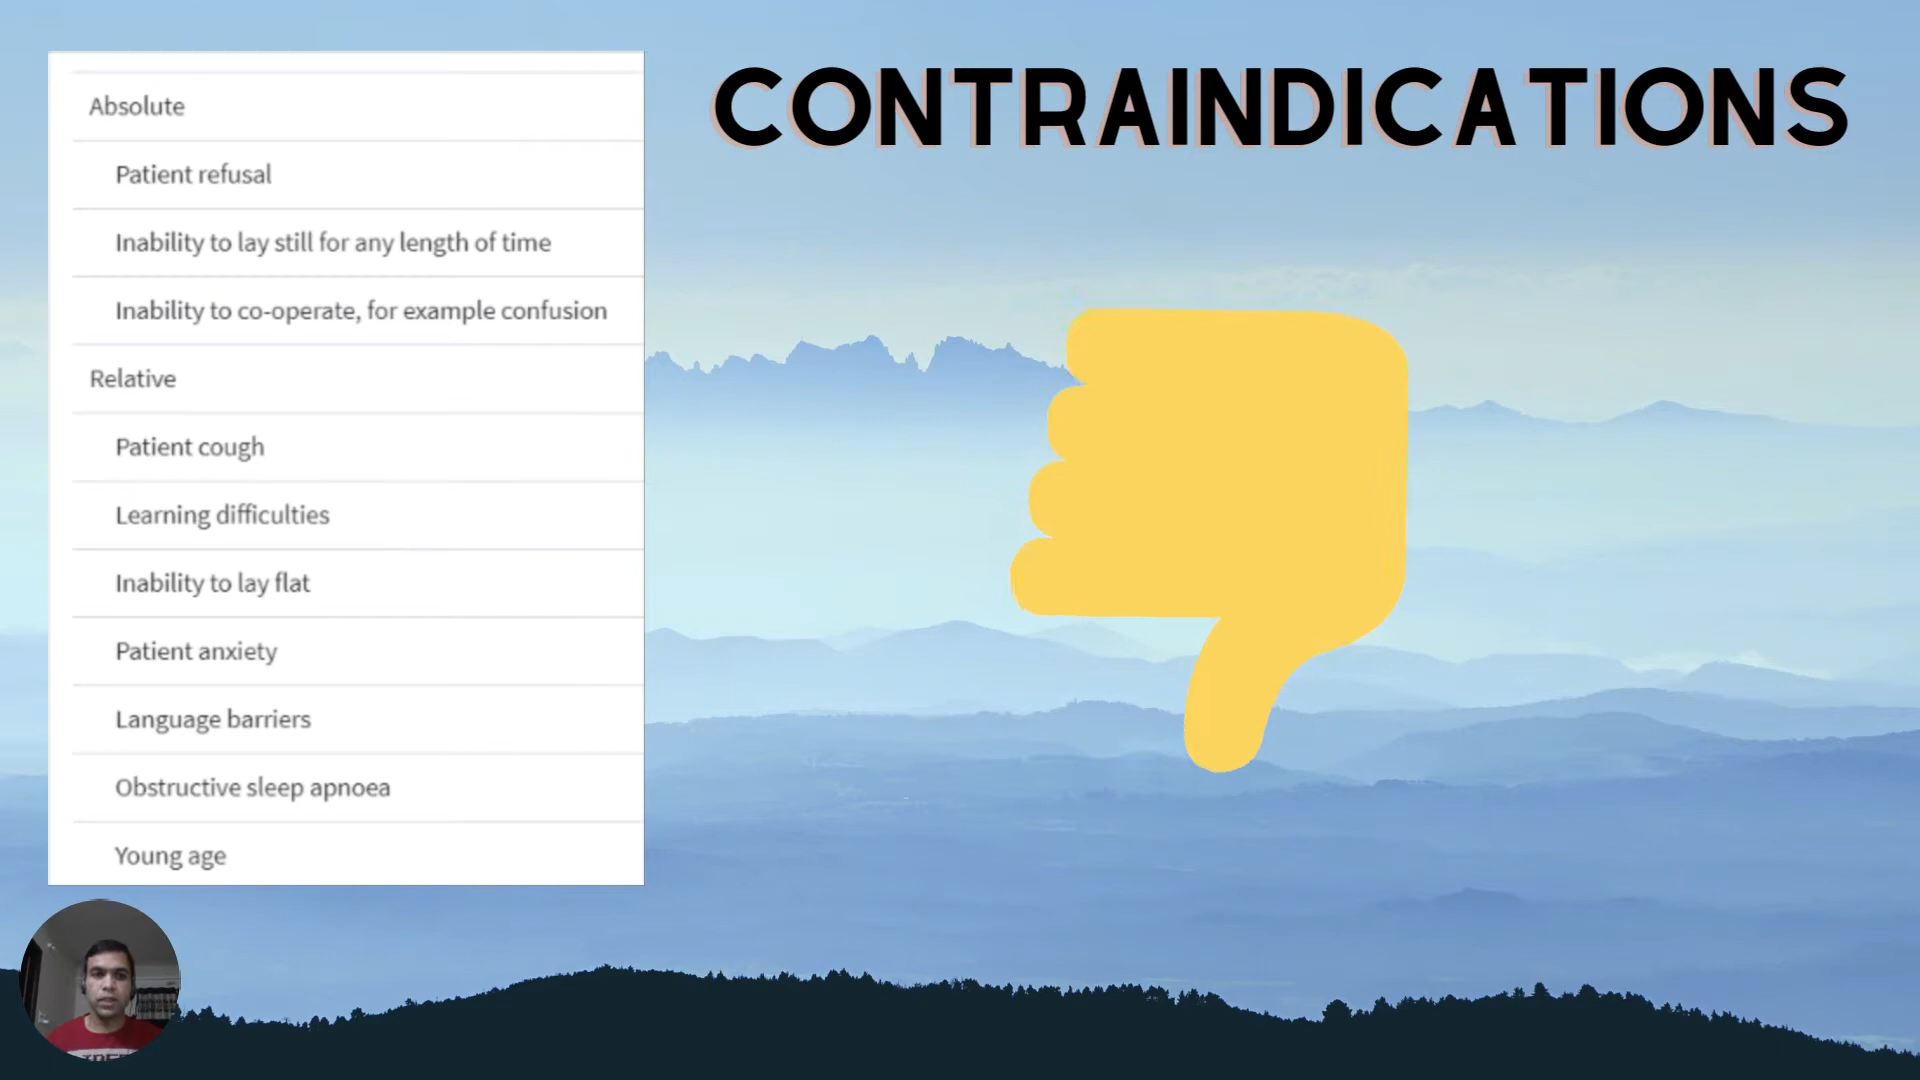 CONTRAINDICATIONS
Absolute
Patient refusal
Inability to lay still for any length of time
Inability to co-operate, for example confusion
Relative
Patient cough
Learning difficulties
Inability to lay flat
Patient anxiety
Language barriers
Obstructive sleep apnoea
Young age